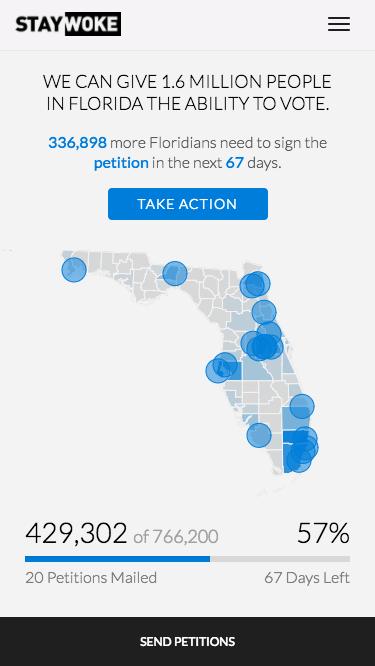 STAYWOKE
WE CAN GIVE 1.6 MILLION PEOPLE
IN FLORIDA THE ABILITY TO VOTE.
336,898 more Floridians need to sign the
petition in the next 67 days.
TAKE ACTION
429,302 of 766,200
57%
20 Petitions Mailed
67 Days Left
SEND PETITIONS